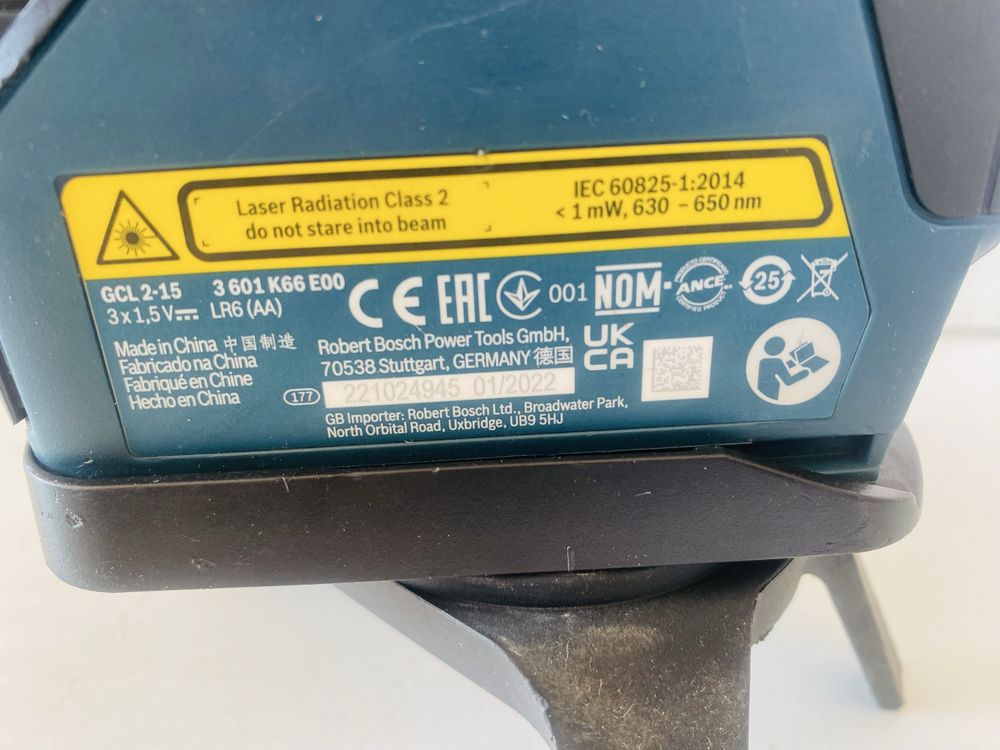 Laser Radiation Class 2
do not stare into beam
IEC 60825-1:2014
< 1 mW, 630 – 650 nm
GCL 2-15 3 601 K66 E00
3 x 1,5 V LR6 (AA)
CE EAC 001 NOM-ANCE 25
Made in China 中国制造
Fabricado na China
Fabriqué en Chine
Hecho en China
Robert Bosch Power Tools GmbH,
70538 Stuttgart, GERMANY 德国
UK
CA
177 221024945 01/2022
GB Importer: Robert Bosch Ltd., Broadwater Park,
North Orbital Road, Uxbridge, UB9 5HJ